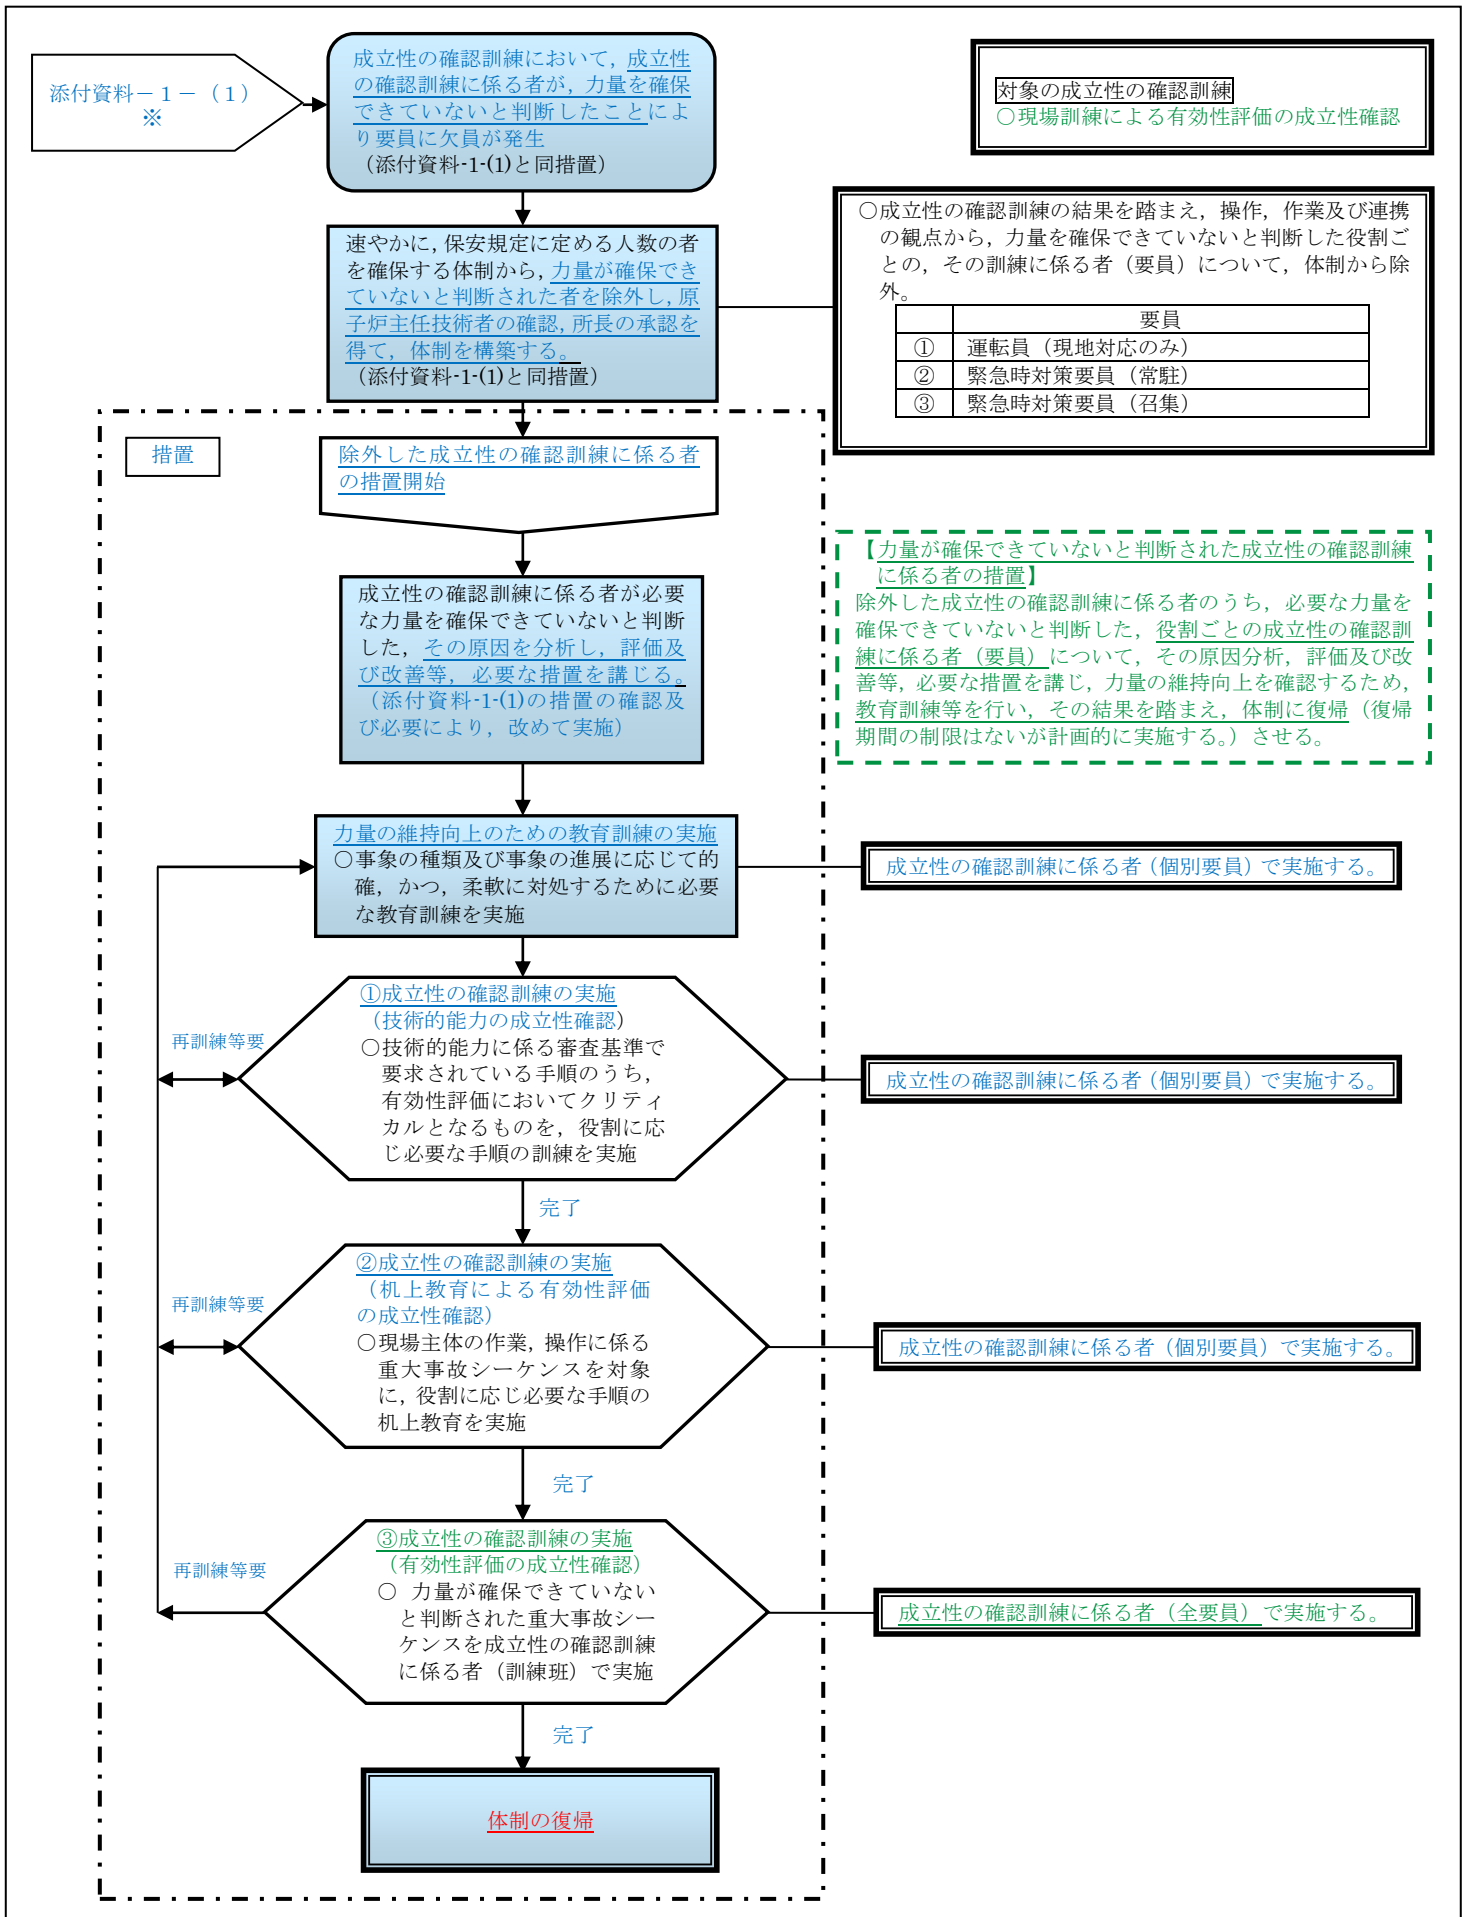 添付資料－１－（１）
※
成立性の確認訓練において，成立性
の確認訓練に係る者が，力量を確保
できていないと判断したことによ
り要員に欠員が発生
（添付資料-1-(1)と同措置）
対象の成立性の確認訓練
○現場訓練による有効性評価の成立性確認
速やかに，保安規定に定める人数の者
を確保する体制から，力量が確保でき
ていないと判断された者を除外し，原
子炉主任技術者の確認，所長の承認を
得て，体制を構築する。
（添付資料-1-(1)と同措置）
○成立性の確認訓練の結果を踏まえ，操作，作業及び連携
の観点から，力量を確保できていないと判断した役割ご
との，その訓練に係る者（要員）について，体制から除
外。
要員
① 運転員（現地対応のみ）
② 緊急時対策要員（常駐）
③ 緊急時対策要員（召集）
措置
除外した成立性の確認訓練に係る者
の措置開始
【力量が確保できていないと判断された成立性の確認訓練
に係る者の措置】
除外した成立性の確認訓練に係る者のうち，必要な力量を
確保できていないと判断した，役割ごとの成立性の確認訓
練に係る者（要員）について，その原因分析，評価及び改
善等，必要な措置を講じ，力量の維持向上を確認するため，
教育訓練等を行い，その結果を踏まえ，体制に復帰（復帰
期間の制限はないが計画的に実施する。）させる。
成立性の確認訓練に係る者が必要
な力量を確保できていないと判断
した，その原因を分析し，評価及
び改善等，必要な措置を講じる。
（添付資料-1-(1)の措置の確認及
び必要により，改めて実施）
力量の維持向上のための教育訓練の実施
○事象の種類及び事象の進展に応じて的
確，かつ，柔軟に対処するために必要
な教育訓練を実施
成立性の確認訓練に係る者（個別要員）で実施する。
①成立性の確認訓練の実施
（技術的能力の成立性確認）
○技術的能力に係る審査基準で
要求されている手順のうち，
有効性評価においてクリティ
カルとなるものを，役割に応
じ必要な手順の訓練を実施
再訓練等要
成立性の確認訓練に係る者（個別要員）で実施する。
完了
②成立性の確認訓練の実施
（机上教育による有効性評価
の成立性確認）
○現場主体の作業，操作に係る
重大事故シーケンスを対象
に，役割に応じ必要な手順の
机上教育を実施
再訓練等要
成立性の確認訓練に係る者（個別要員）で実施する。
完了
③成立性の確認訓練の実施
（有効性評価の成立性確認）
○ 力量が確保できていない
と判断された重大事故シー
ケンスを成立性の確認訓練
に係る者（訓練班）で実施
再訓練等要
成立性の確認訓練に係る者（全要員）で実施する。
完了
体制の復帰